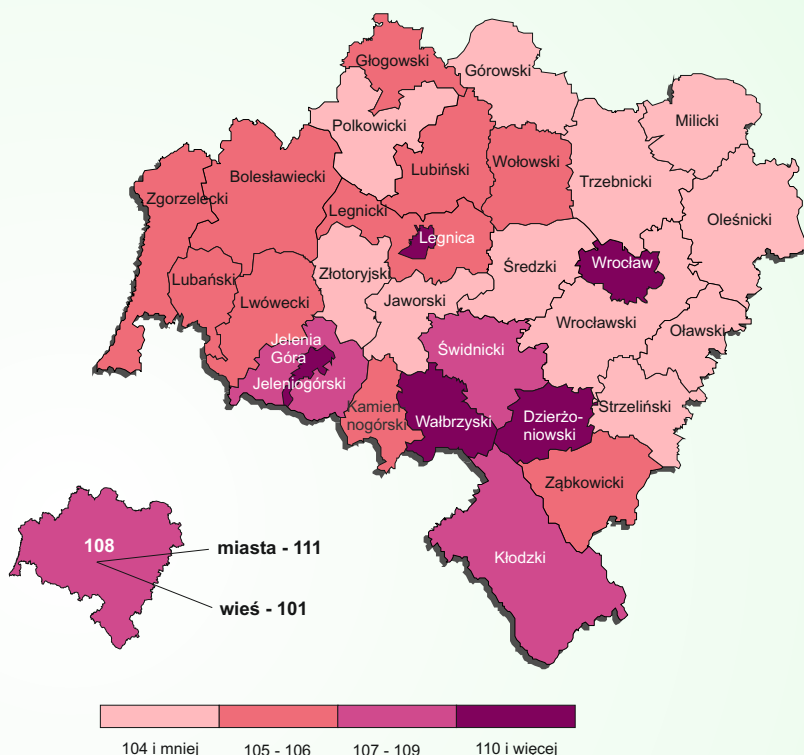 Głogowski
Górowski
Polkowicki
Milicki
Lubiński
Wołowski
Bolesławiecki
Trzebnicki
Zgorzelecki
Legnicki
Oleśnicki
Legnica
Lubański
Złotoryjski
Średzki
Wrocław
Lwówecki
Jaworski
Wrocławski
Oławski
Jelenia
Góra
Świdnicki
Jeleniogórski
Kamien
nogórski
Wałbrzyski
Dzierżo-
niowski
Strzeliński
Ząbkowicki
Kłodzki
108
miasta - 111
wieś - 101
104 i mniej
105 - 106
107 - 109
110 i więcej